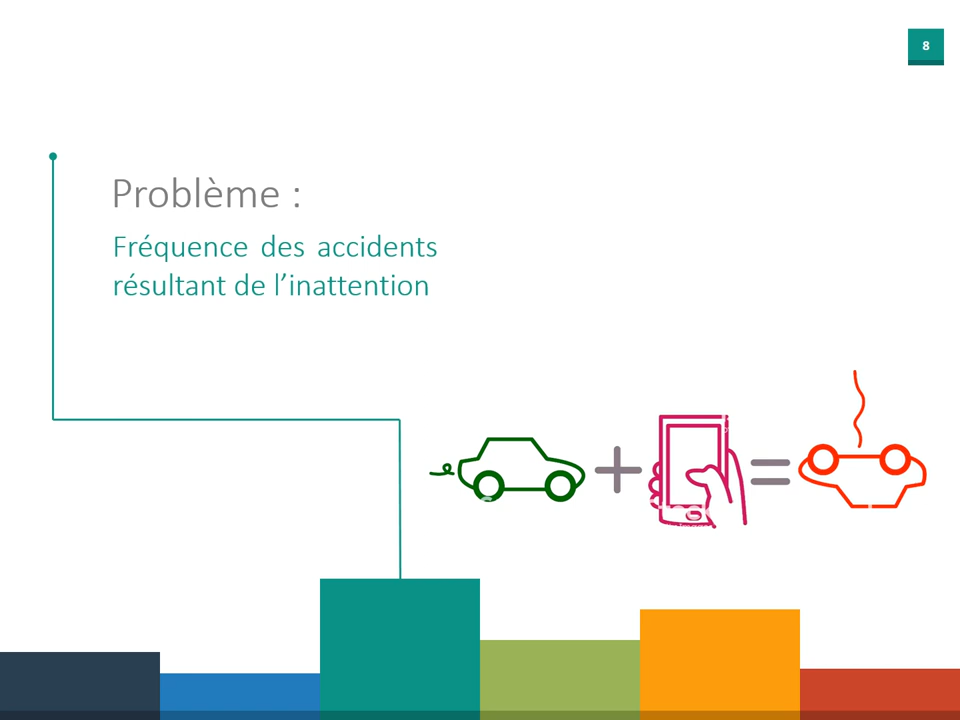 8
Problème :
Fréquence des accidents
résultant de l’inattention